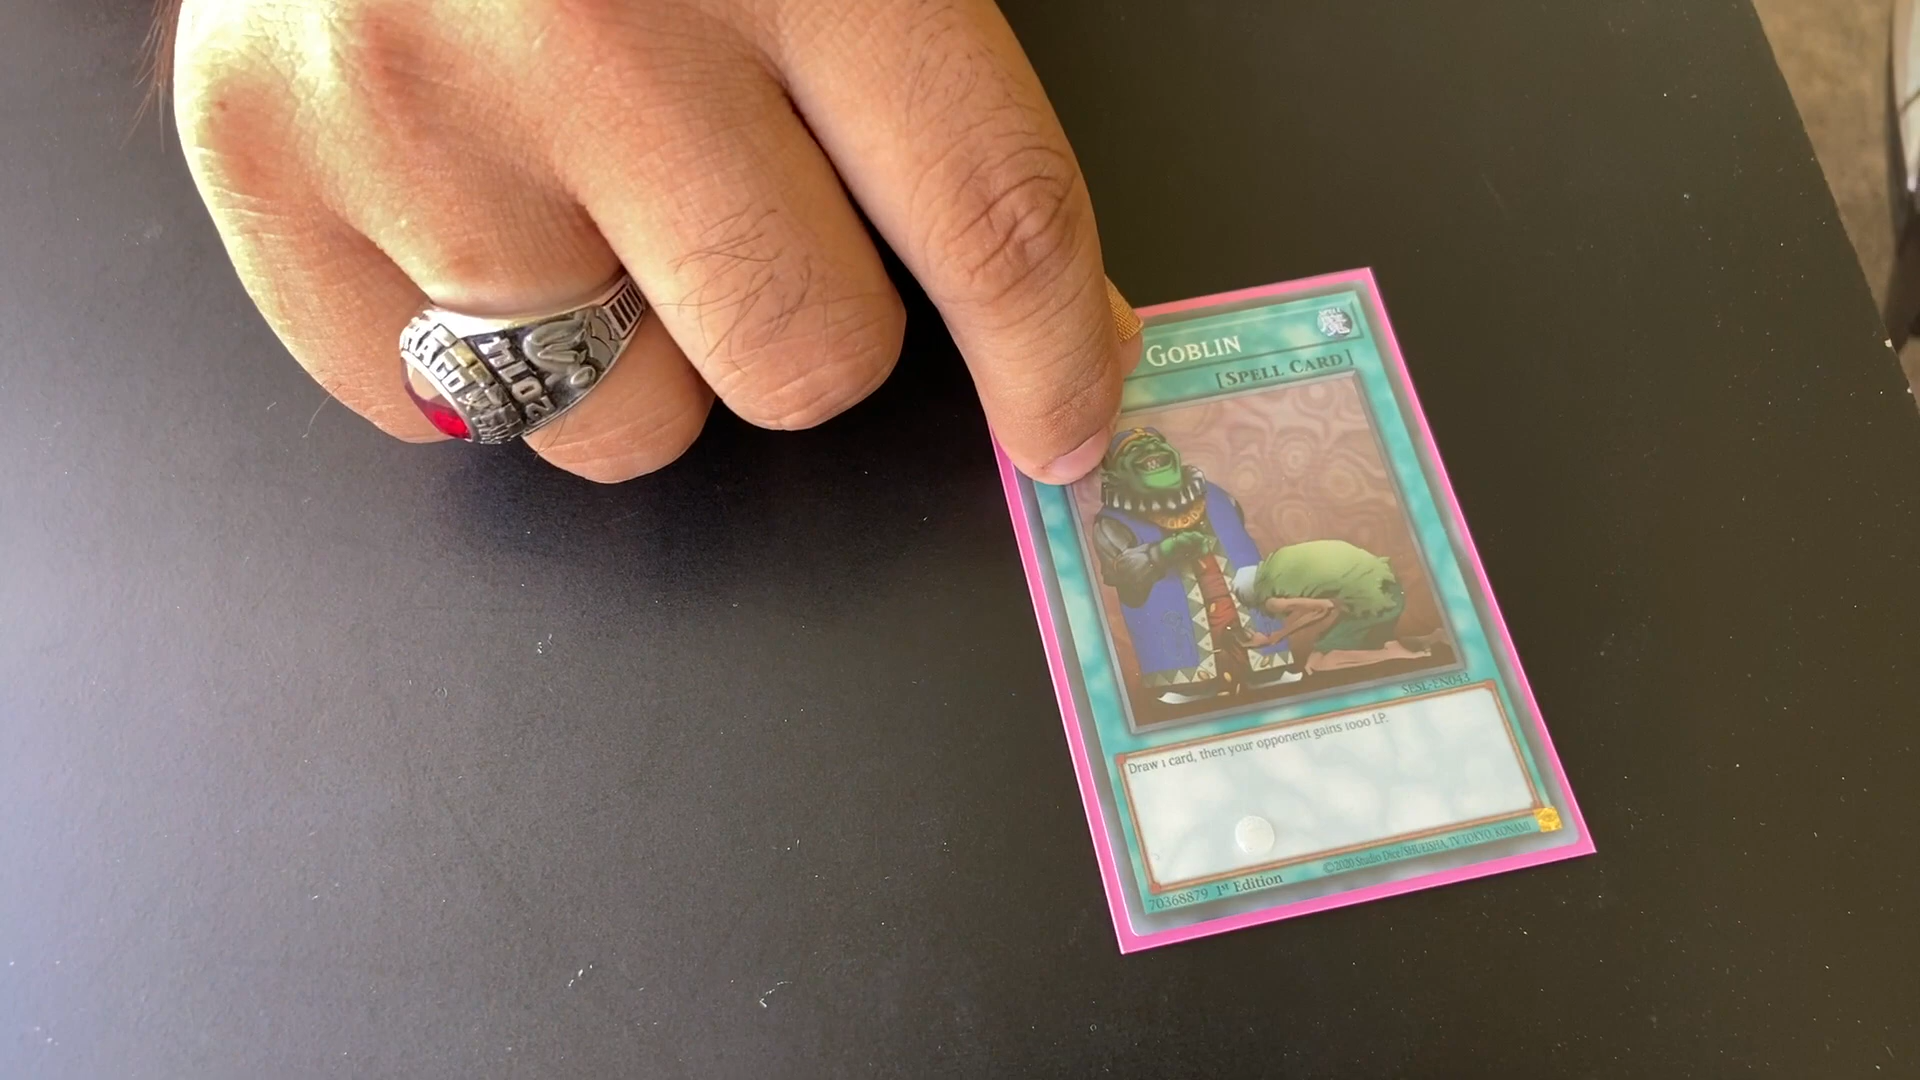 GOBLIN
[SPELL CARD]
SESL-EN043
Draw 1 card, then your opponent gains 1000 LP.
70368879 1st Edition
©2020 Studio Dice/SHUEISHA, TV TOKYO, KONAMI
2011